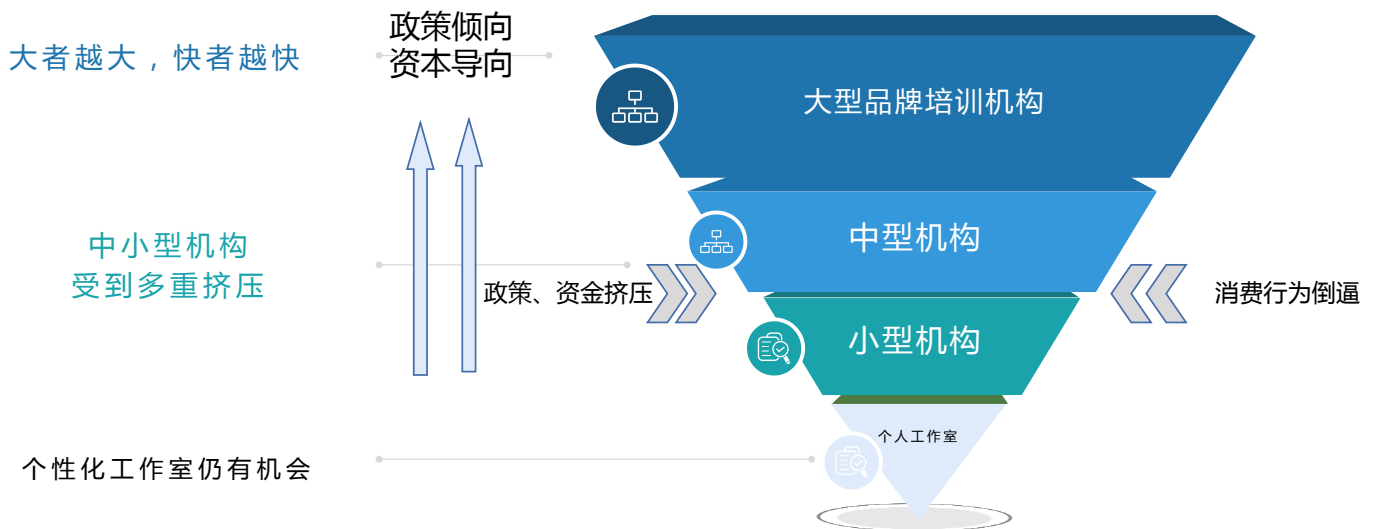 政策倾向
资本导向
大者越大，快者越快
大型品牌培训机构
中型机构
中小型机构
受到多重挤压
政策、资金挤压
消费行为倒逼
小型机构
个人工作室
个性化工作室仍有机会